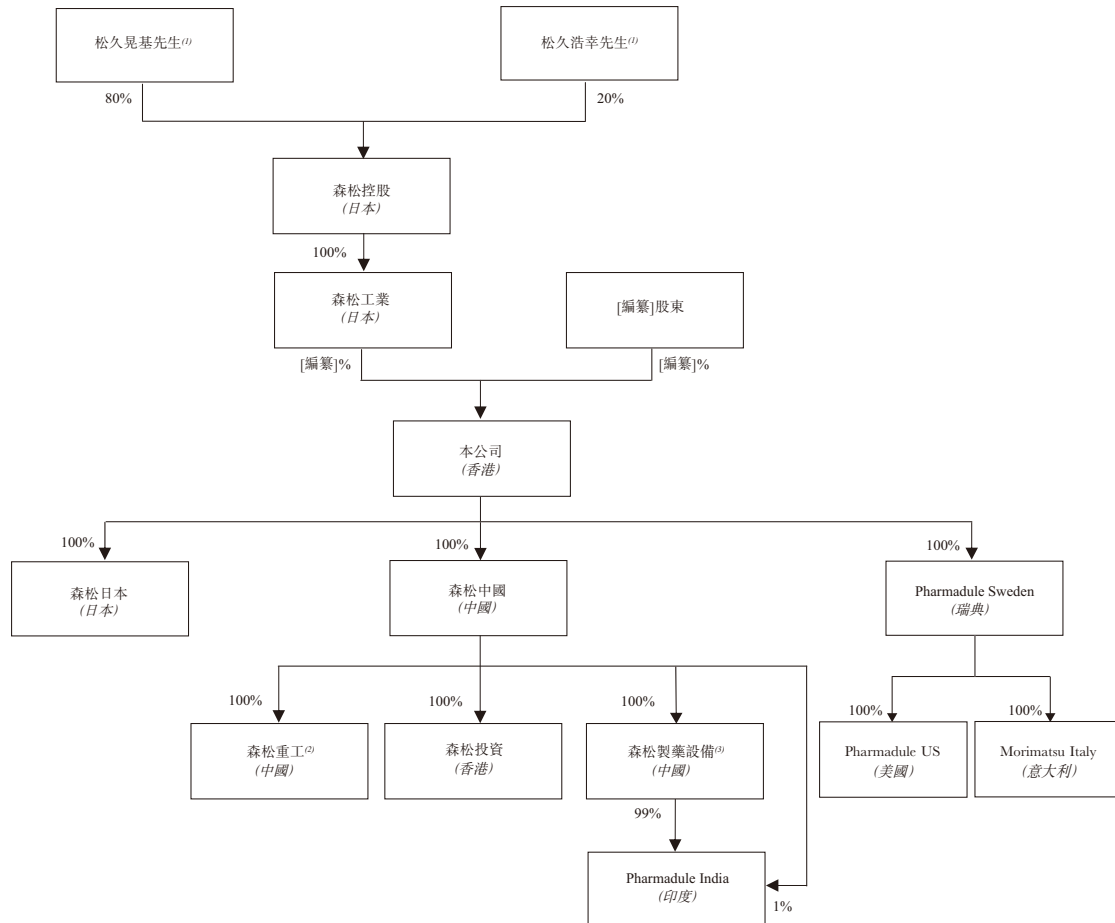 松久晃基先生(1)
松久浩幸先生(1)
80%
20%
森松控股
(日本)
100%
森松工業
(日本)
[編纂]股東
[編纂]%
[編纂]%
本公司
(香港)
100%
100%
100%
森松日本
(日本)
森松中國
(中國)
Pharmadule Sweden
(瑞典)
100%
100%
100%
100%
100%
森松重工(2)
(中國)
森松投資
(香港)
森松製藥設備(3)
(中國)
Pharmadule US
(美國)
Morimatsu Italy
(意大利)
99%
Pharmadule India
(印度)
1%